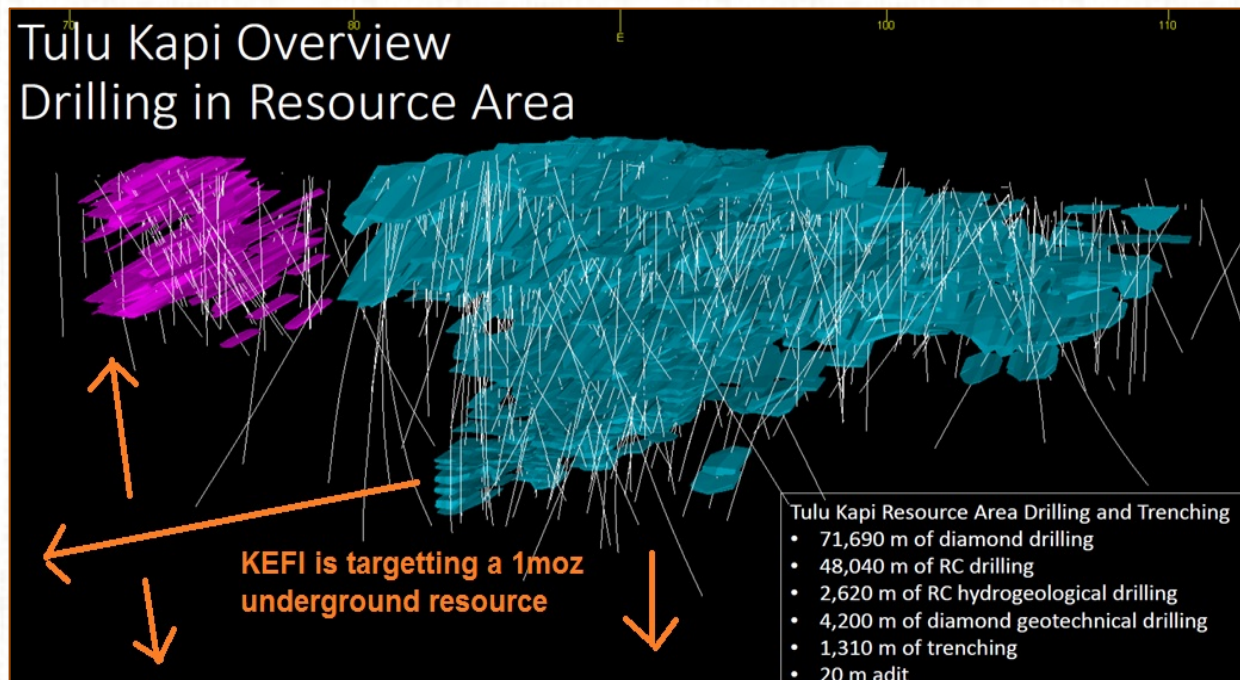 70
80
E
100
110
Tulu Kapi Overview
Drilling in Resource Area
KEFI is targetting a 1moz
underground resource
Tulu Kapi Resource Area Drilling and Trenching
• 71,690 m of diamond drilling
• 48,040 m of RC drilling
• 2,620 m of RC hydrogeological drilling
• 4,200 m of diamond geotechnical drilling
• 1,310 m of trenching
• 20 m adit